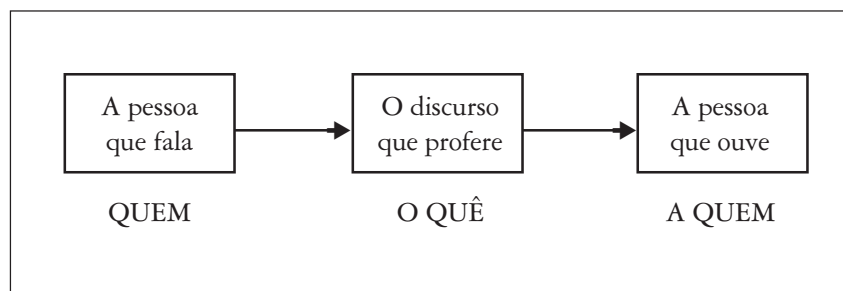 A pessoa
que fala
O discurso
que profere
A pessoa
que ouve
QUEM
O QUÊ
A QUEM